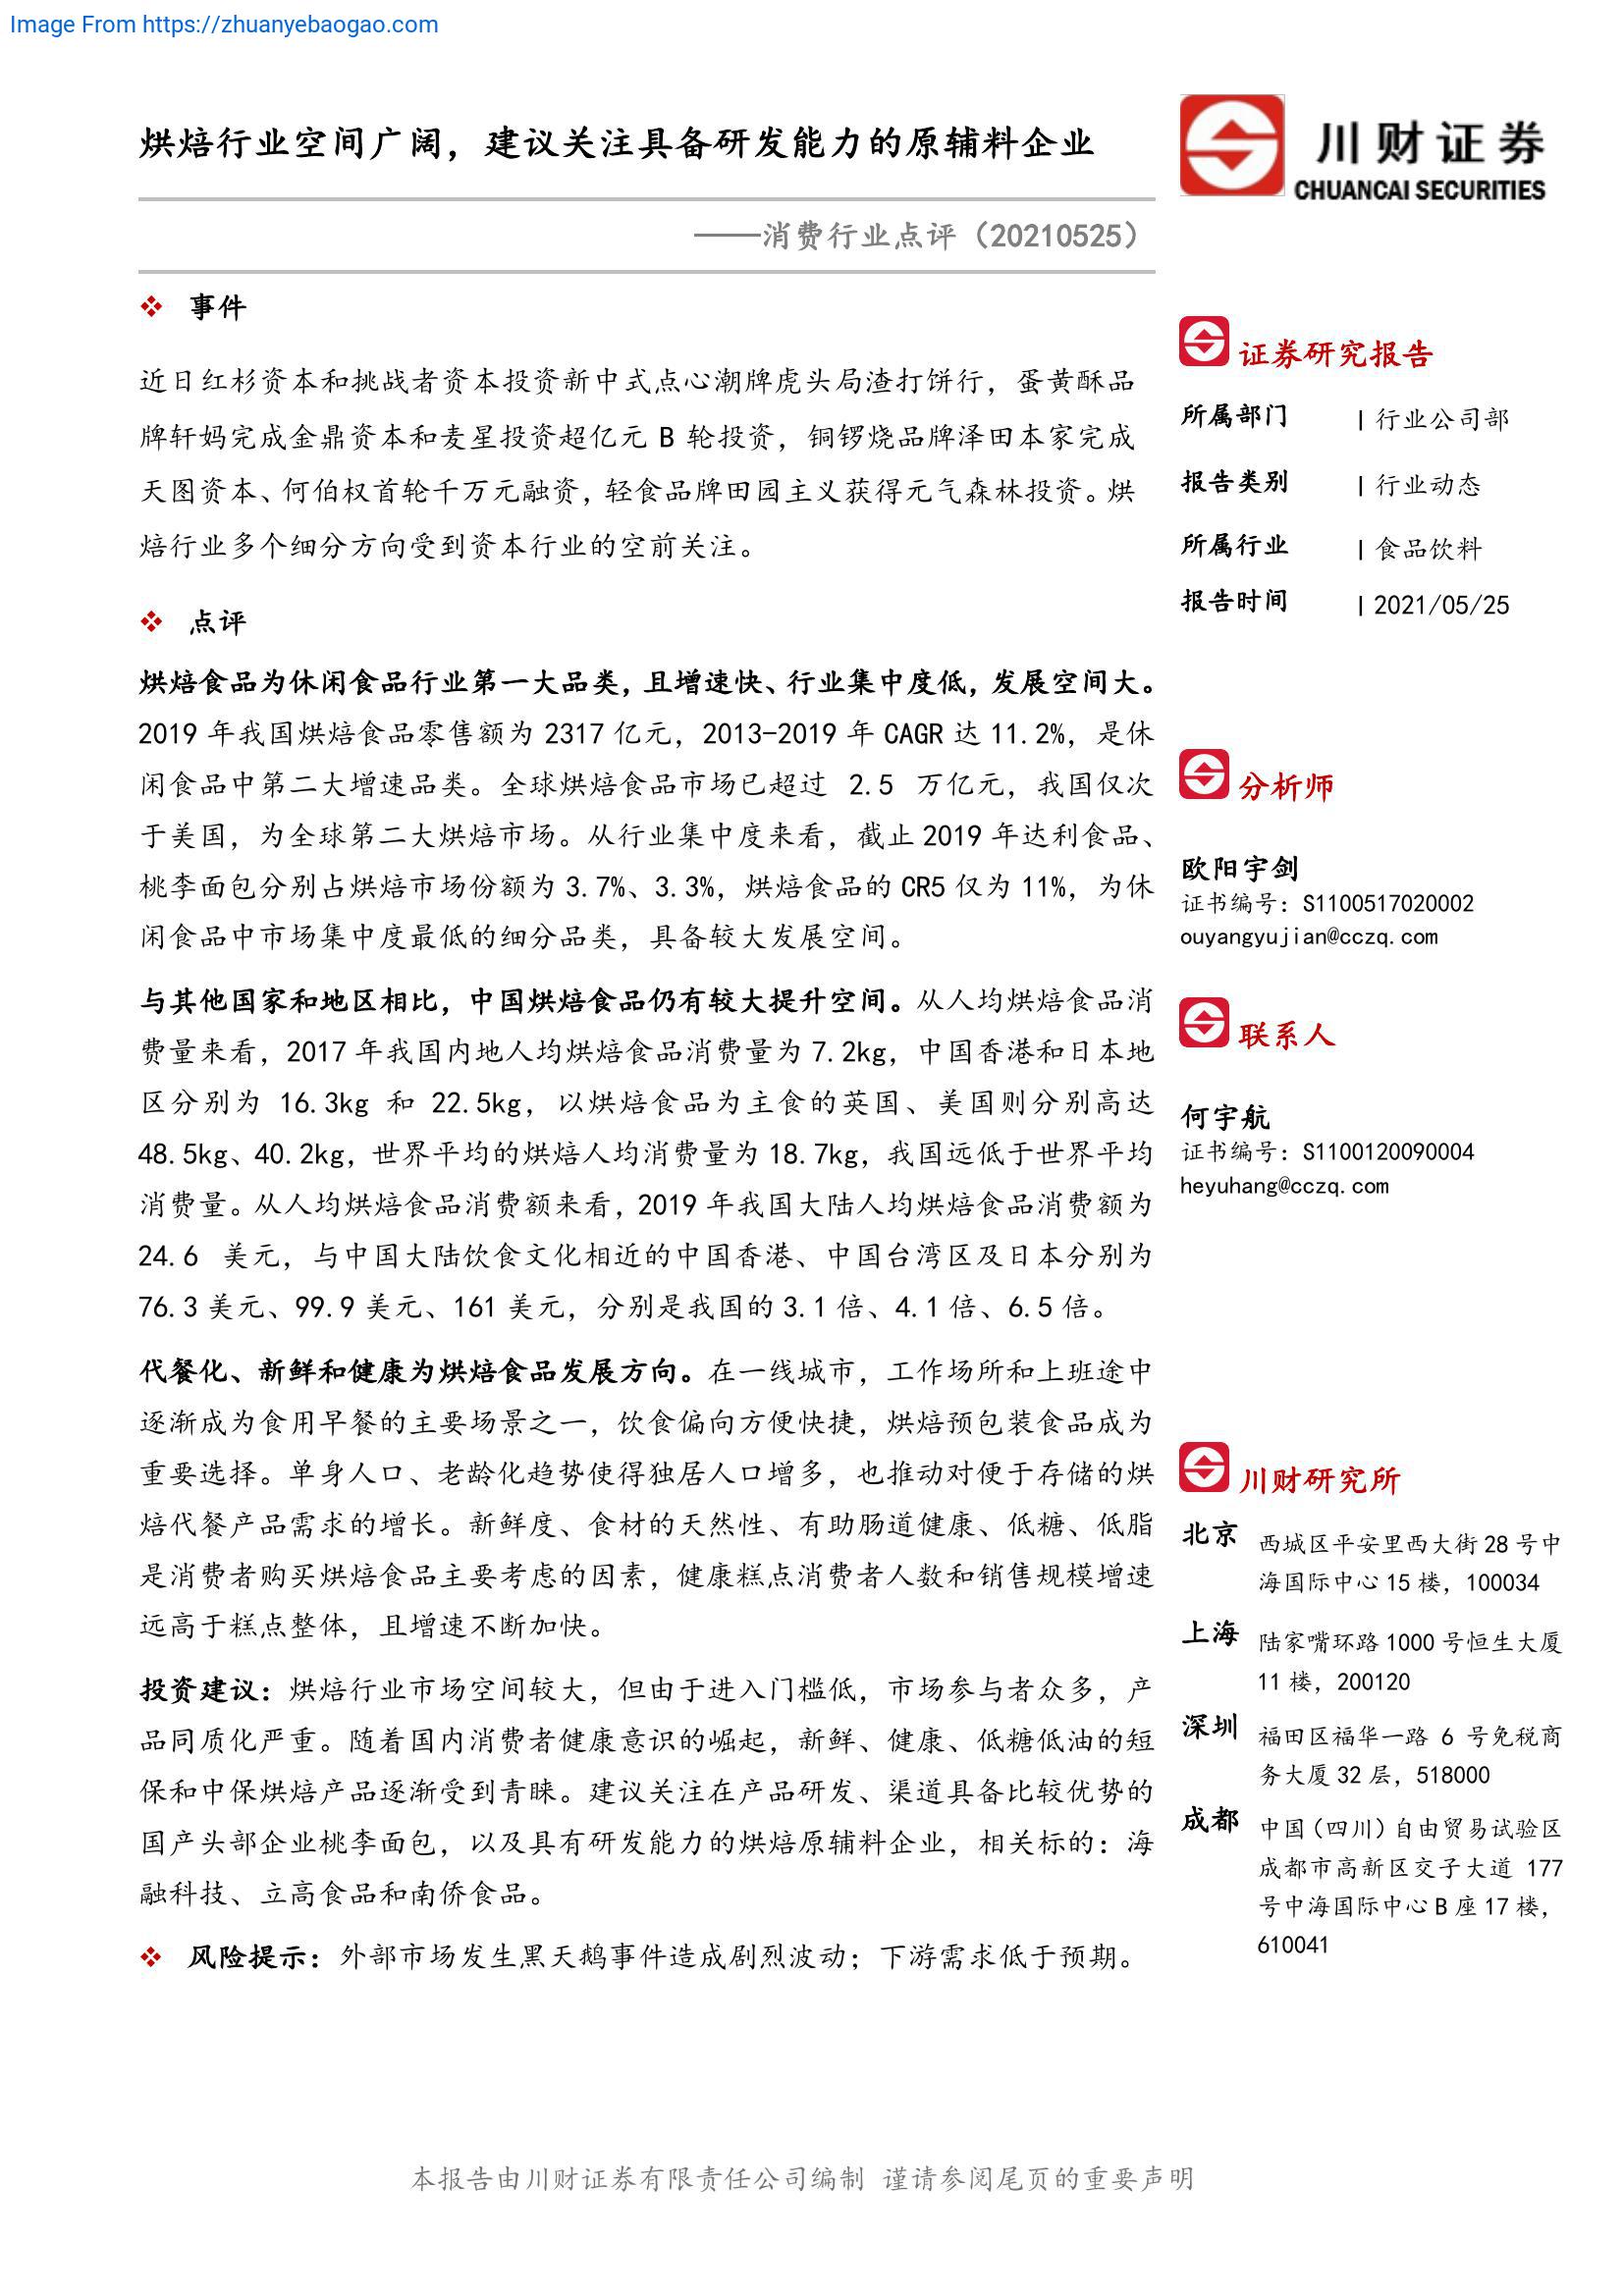 Image From https://zhuanyebaogao.com
烘焙行业空间广阔，建议关注具备研发能力的原辅料企业
——消费行业点评（20210525）
川财证券
CHUANCAI SECURITIES
❖ 事件
近日红杉资本和挑战者资本投资新中式点心潮牌虎头局渣打饼行，蛋黄酥品
牌轩妈完成金鼎资本和麦星投资超亿元 B 轮投资，铜锣烧品牌泽田本家完成
天图资本、何伯权首轮千万元融资，轻食品牌田园主义获得元气森林投资。烘
焙行业多个细分方向受到资本行业的空前关注。
❖ 点评
烘焙食品为休闲食品行业第一大品类，且增速快、行业集中度低，发展空间大。
2019 年我国烘焙食品零售额为 2317 亿元，2013-2019 年 CAGR 达 11.2%，是休
闲食品中第二大增速品类。全球烘焙食品市场已超过 2.5 万亿元，我国仅次
于美国，为全球第二大烘焙市场。从行业集中度来看，截止 2019 年达利食品、
桃李面包分别占烘焙市场份额为 3.7%、3.3%，烘焙食品的 CR5 仅为 11%，为休
闲食品中市场集中度最低的细分品类，具备较大发展空间。
与其他国家和地区相比，中国烘焙食品仍有较大提升空间。从人均烘焙食品消
费量来看，2017 年我国内地人均烘焙食品消费量为 7.2kg，中国香港和日本地
区分别为 16.3kg 和 22.5kg，以烘焙食品为主食的英国、美国则分别高达
48.5kg、40.2kg，世界平均的烘焙人均消费量为 18.7kg，我国远低于世界平均
消费量。从人均烘焙食品消费额来看，2019 年我国大陆人均烘焙食品消费额为
24.6 美元，与中国大陆饮食文化相近的中国香港、中国台湾区及日本分别为
76.3 美元、99.9 美元、161 美元，分别是我国的 3.1 倍、4.1 倍、6.5 倍。
代餐化、新鲜和健康为烘焙食品发展方向。在一线城市，工作场所和上班途中
逐渐成为食用早餐的主要场景之一，饮食偏向方便快捷，烘焙预包装食品成为
重要选择。单身人口、老龄化趋势使得独居人口增多，也推动对便于存储的烘
焙代餐产品需求的增长。新鲜度、食材的天然性、有助肠道健康、低糖、低脂
是消费者购买烘焙食品主要考虑的因素，健康糕点消费者人数和销售规模增速
远高于糕点整体，且增速不断加快。
投资建议：烘焙行业市场空间较大，但由于进入门槛低，市场参与者众多，产
品同质化严重。随着国内消费者健康意识的崛起，新鲜、健康、低糖低油的短
保和中保烘焙产品逐渐受到青睐。建议关注在产品研发、渠道具备比较优势的
国产头部企业桃李面包，以及具有研发能力的烘焙原辅料企业，相关标的：海
融科技、立高食品和南侨食品。
❖ 风险提示：外部市场发生黑天鹅事件造成剧烈波动；下游需求低于预期。
证券研究报告
所属部门 | 行业公司部
报告类别 | 行业动态
所属行业 | 食品饮料
报告时间 | 2021/05/25
分析师
欧阳宇剑
证书编号：S1100517020002
ouyangyujian@cczq.com
联系人
何宇航
证书编号：S1100120090004
heyuhang@cczq.com
川财研究所
北京 西城区平安里西大街 28 号中
海国际中心 15 楼，100034
上海 陆家嘴环路 1000 号恒生大厦
11 楼，200120
深圳 福田区福华一路 6 号免税商
务大厦 32 层，518000
成都 中国（四川）自由贸易试验区
成都市高新区交子大道 177
号中海国际中心 B 座 17 楼，
610041
本报告由川财证券有限责任公司编制 谨请参阅尾页的重要声明